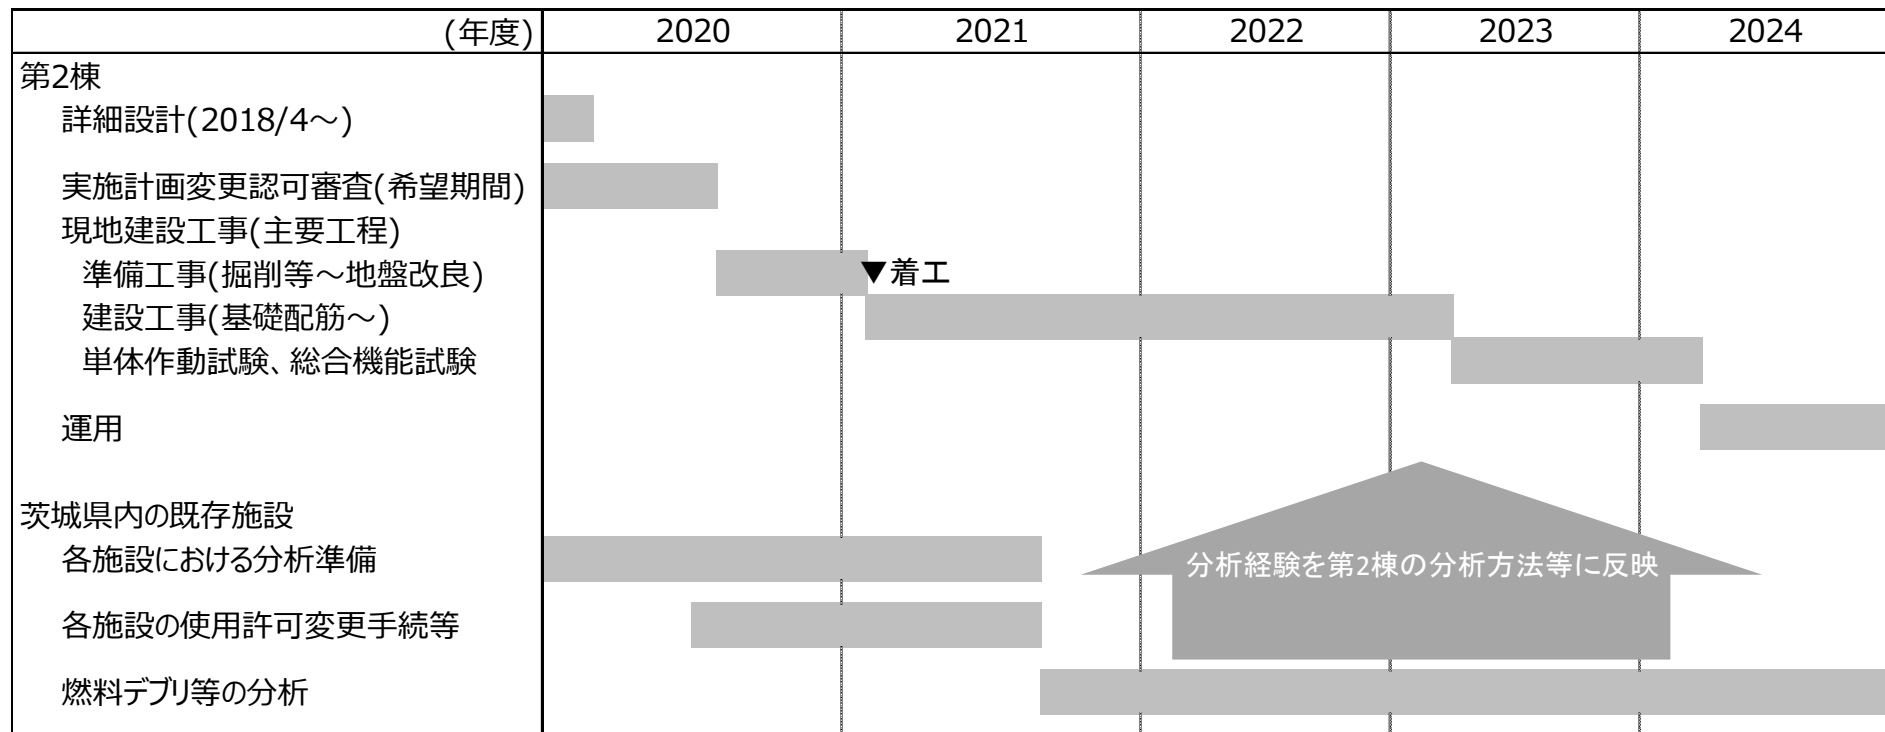 (年度) 2020 2021 2022 2023 2024
第2棟
詳細設計(2018/4～)
実施計画変更認可審査(希望期間)
現地建設工事(主要工程)
準備工事(掘削等～地盤改良) ▼着工
建設工事(基礎配筋～)
単体作動試験、総合機能試験
運用
茨城県内の既存施設
各施設における分析準備
分析経験を第2棟の分析方法等に反映
各施設の使用許可変更手続等
燃料デブリ等の分析